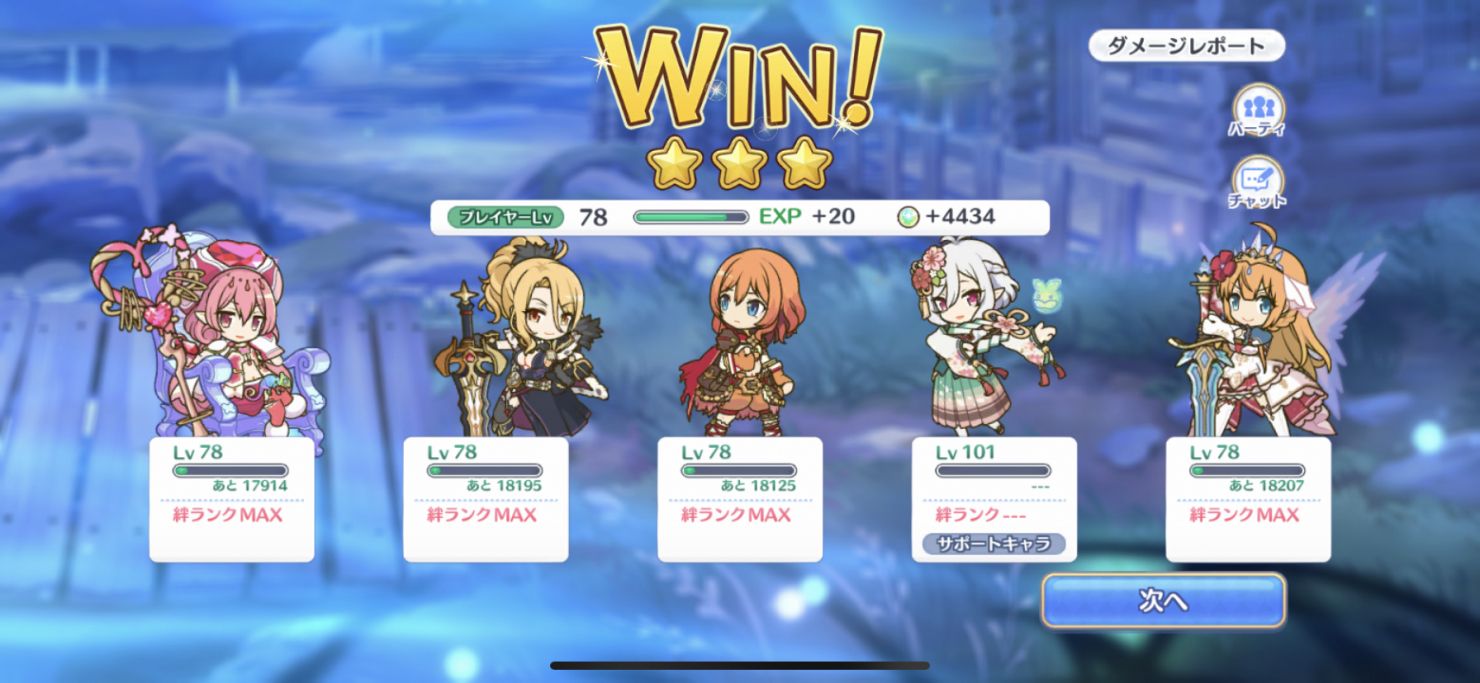 WIN!
ダメージレポート
パーティ
チャット
プレイヤーLv 78 EXP +20 +4434
Lv 78
あと 17914
絆ランクMAX
Lv 78
あと 18195
絆ランクMAX
Lv 78
あと 18125
絆ランクMAX
Lv 101
---
絆ランク---
サポートキャラ
Lv 78
あと 18207
絆ランクMAX
次へ